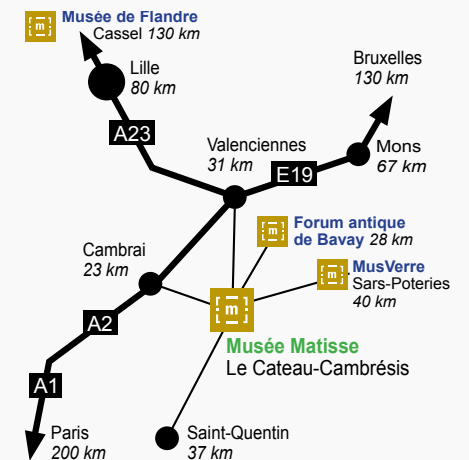 Musée de Flandre
Cassel 130 km
Bruxelles
130 km
Lille
80 km
A23
Valenciennes
31 km
E19
Mons
67 km
Forum antique
de Bavay 28 km
Cambrai
23 km
MusVerre
Sars-Poteries
40 km
A2
Musée Matisse
Le Cateau-Cambrésis
A1
Paris
200 km
Saint-Quentin
37 km
m
m
m
m